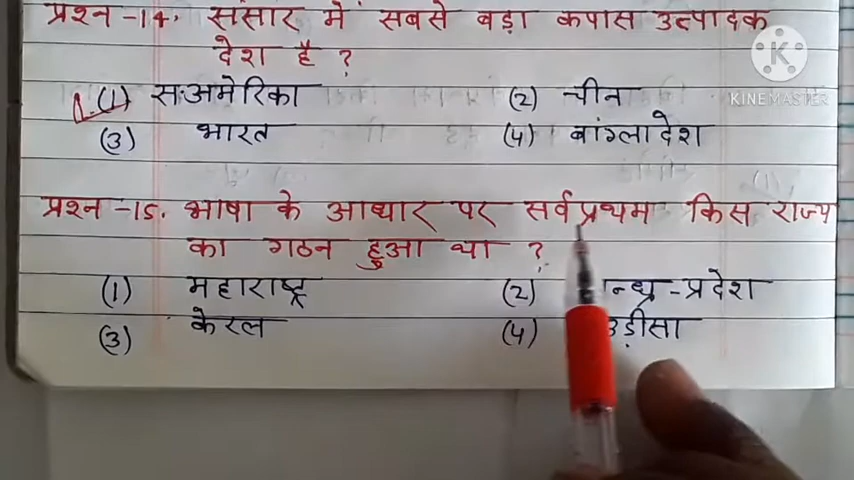 प्रश्न -14. संसार में सबसे बड़ा कपास उत्पादक
देश है ?
(1) स॰अमेरिका (2) चीन
(3) भारत (4) बांग्लादेश
प्रश्न -15. भाषा के आधार पर सर्वप्रथम किस राज्य
का गठन हुआ था ?
(1) महाराष्ट्र (2) न्ध्र-प्रदेश
(3) केरल (4) उड़ीसा
K
KINEMASTER